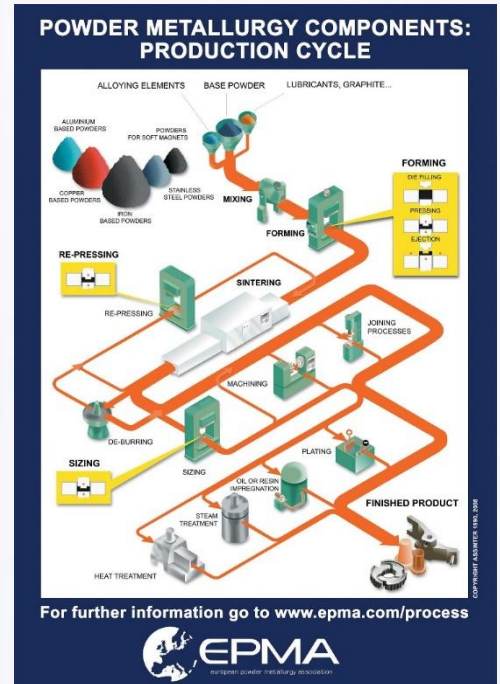 POWDER METALLURGY COMPONENTS:
PRODUCTION CYCLE
ALLOYING ELEMENTS
BASE POWDER
LUBRICANTS, GRAPHITE...
ALUMINIUM
BASED POWDERS
POWDERS
FOR SOFT MAGNETS
COPPER
BASED POWDERS
IRON
BASED POWDERS
STAINLESS
STEEL POWDERS
MIXING
FORMING
FORMING
DIE FILLING
PRESSING
EJECTION
RE-PRESSING
RE-PRESSING
SINTERING
JOINING
PROCESSES
MACHINING
DE-BURRING
SIZING
SIZING
PLATING
OIL OR RESIN
IMPREGNATION
STEAM
TREATMENT
HEAT TREATMENT
FINISHED PRODUCT
COPYRIGHT ASSINTER 1990, 2008
For further information go to www.epma.com/process
EPMA
european powder metallurgy association